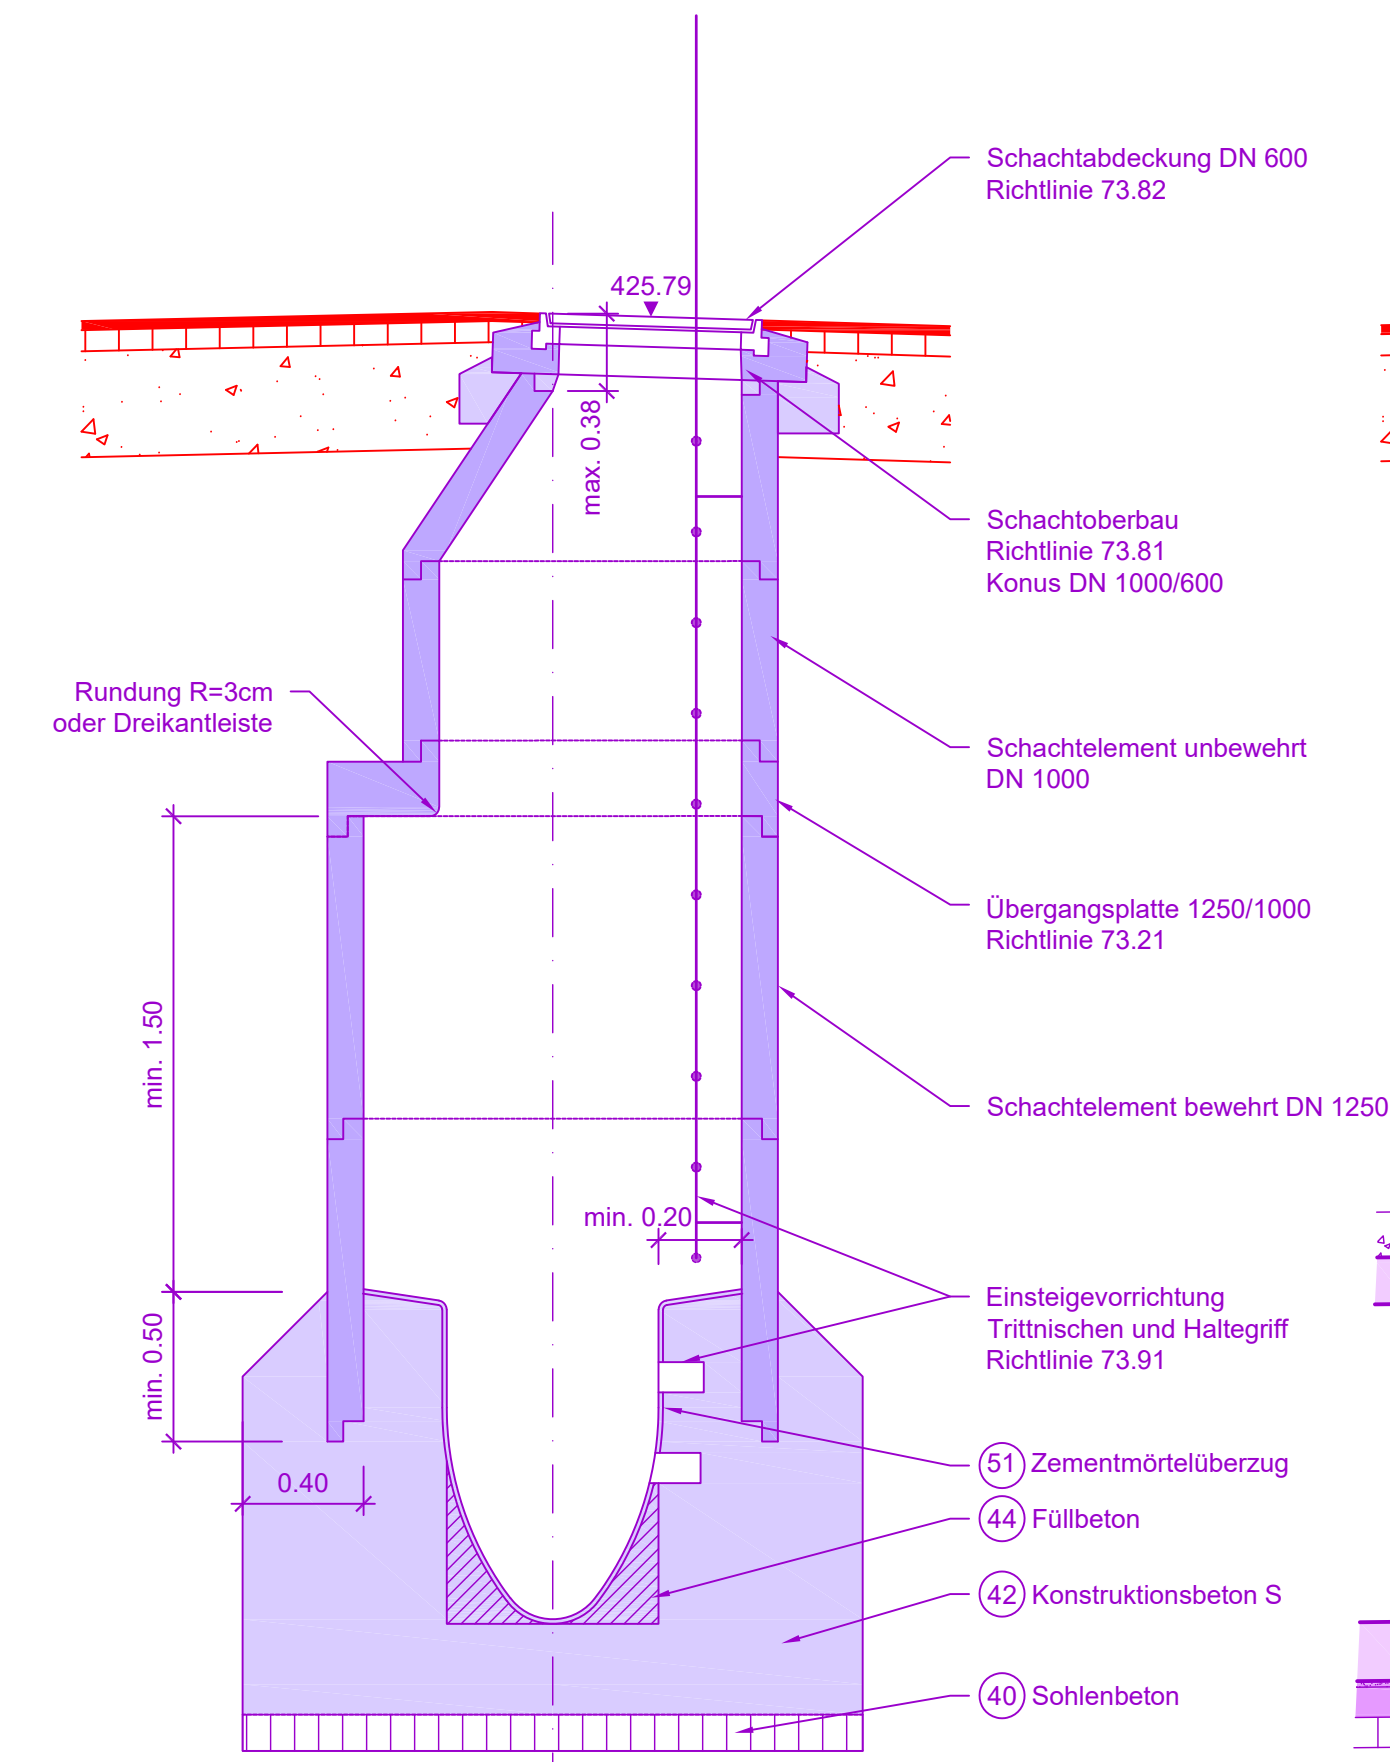 Schachtabdeckung DN 600
Richtlinie 73.82
425.79
max. 0.38
Schachtoberbau
Richtlinie 73.81
Konus DN 1000/600
Rundung R=3cm
oder Dreikantleiste
Schachtelement unbewehrt
DN 1000
Übergangsplatte 1250/1000
Richtlinie 73.21
min. 1.50
Schachtelement bewehrt DN 1250
min. 0.20
Einsteigevorrichtung
Trittnischen und Haltegriff
Richtlinie 73.91
min. 0.50
0.40
51 Zementmörtelüberzug
44 Füllbeton
42 Konstruktionsbeton S
40 Sohlenbeton